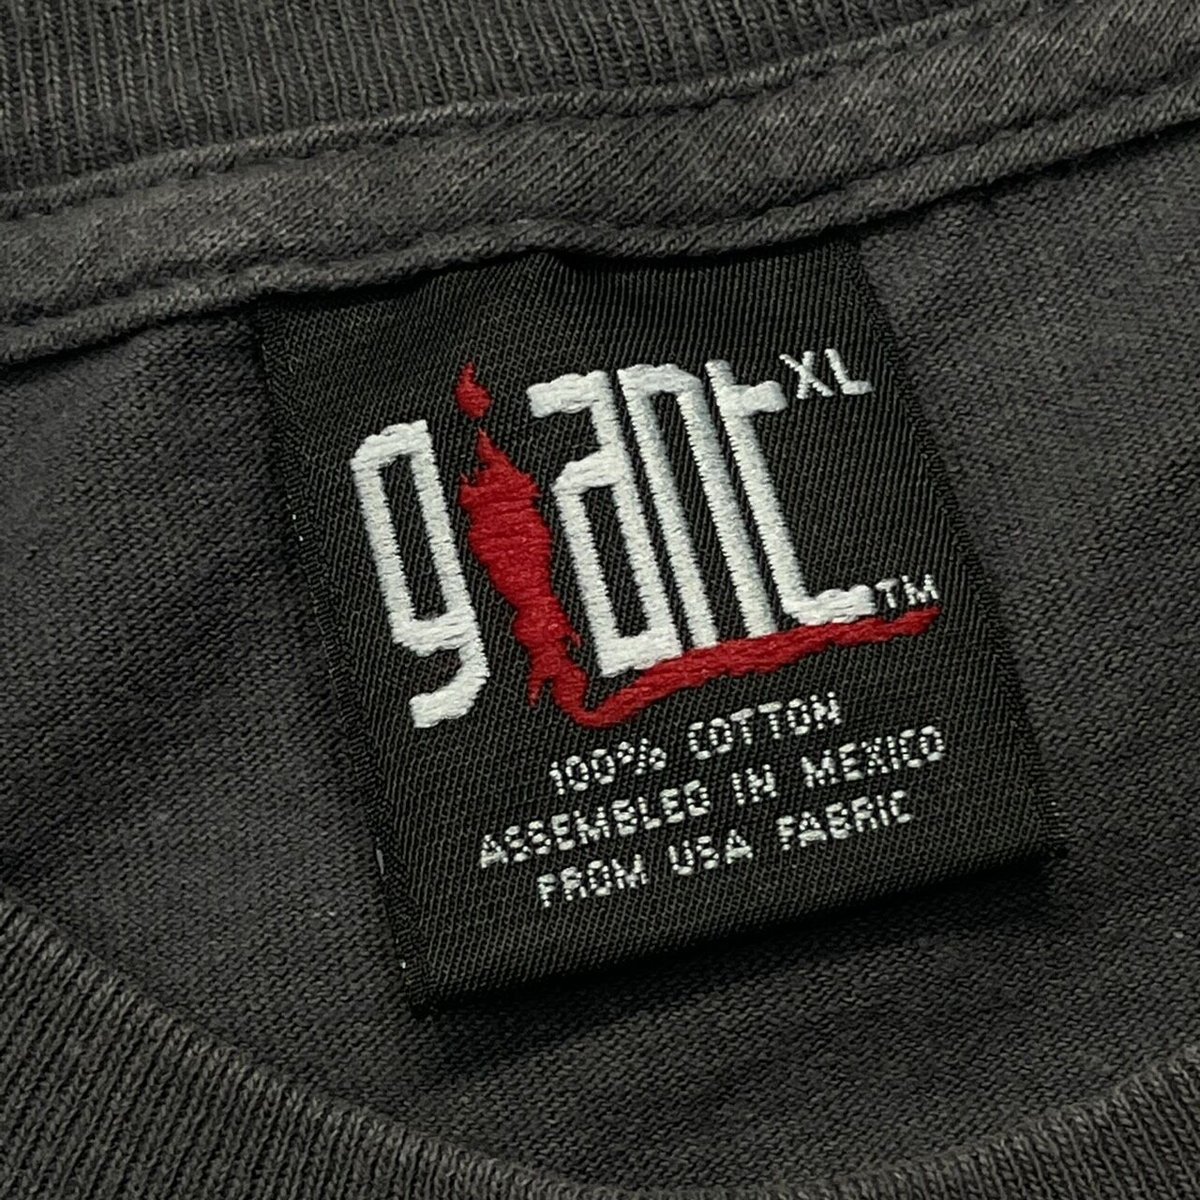 giant XL
TM
100% COTTON
ASSEMBLED IN MEXICO
FROM USA FABRIC